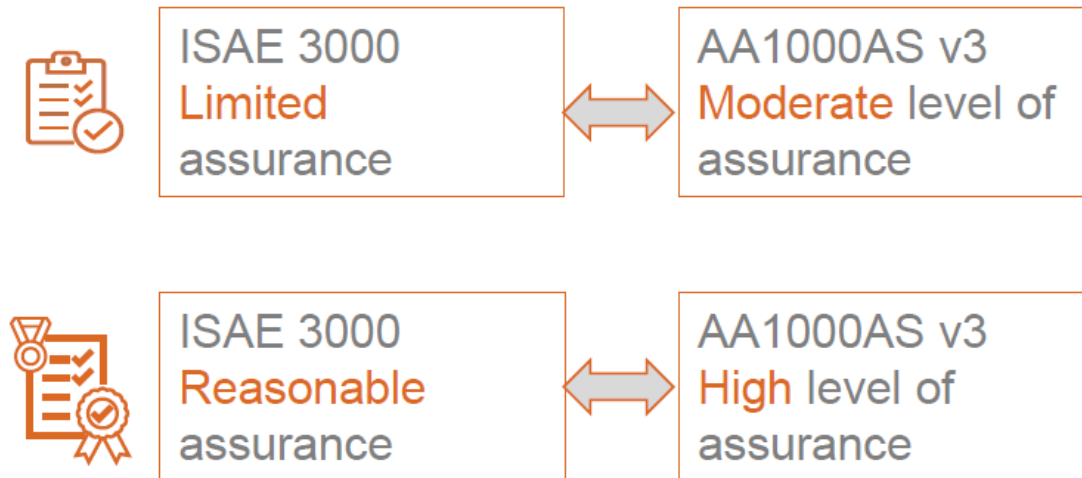 ISAE 3000
Limited
assurance
AA1000AS v3
Moderate level of
assurance
ISAE 3000
Reasonable
assurance
AA1000AS v3
High level of
assurance